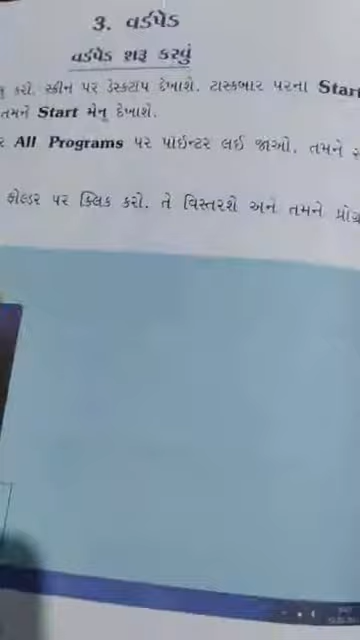 3. વર્ડપેડ
વર્ડપેડ શરૂ કરવું
કરો. સ્ક્રીન પર ડેસ્કટૉપ દેખાશે. ટાસ્કબાર પરના Start
તમને Start મેનૂ દેખાશે.
All Programs પર પૉઇન્ટર લઈ જાઓ. તમને
ફોલ્ડર પર ક્લિક કરો. તે વિસ્તરશે અને તમને